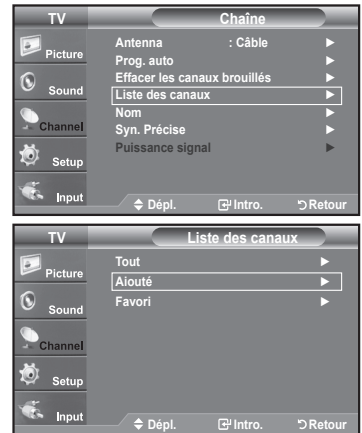 TV
Chaîne
Picture
Sound
Channel
Setup
Input
Antenna : Câble
Prog. auto
Effacer les canaux brouillés
Liste des canaux
Nom
Syn. Précise
Puissance signal
Dépl. Intro. Retour
TV
Liste des canaux
Picture
Sound
Channel
Setup
Input
Tout
Aiouté
Favori
Dépl. Intro. Retour